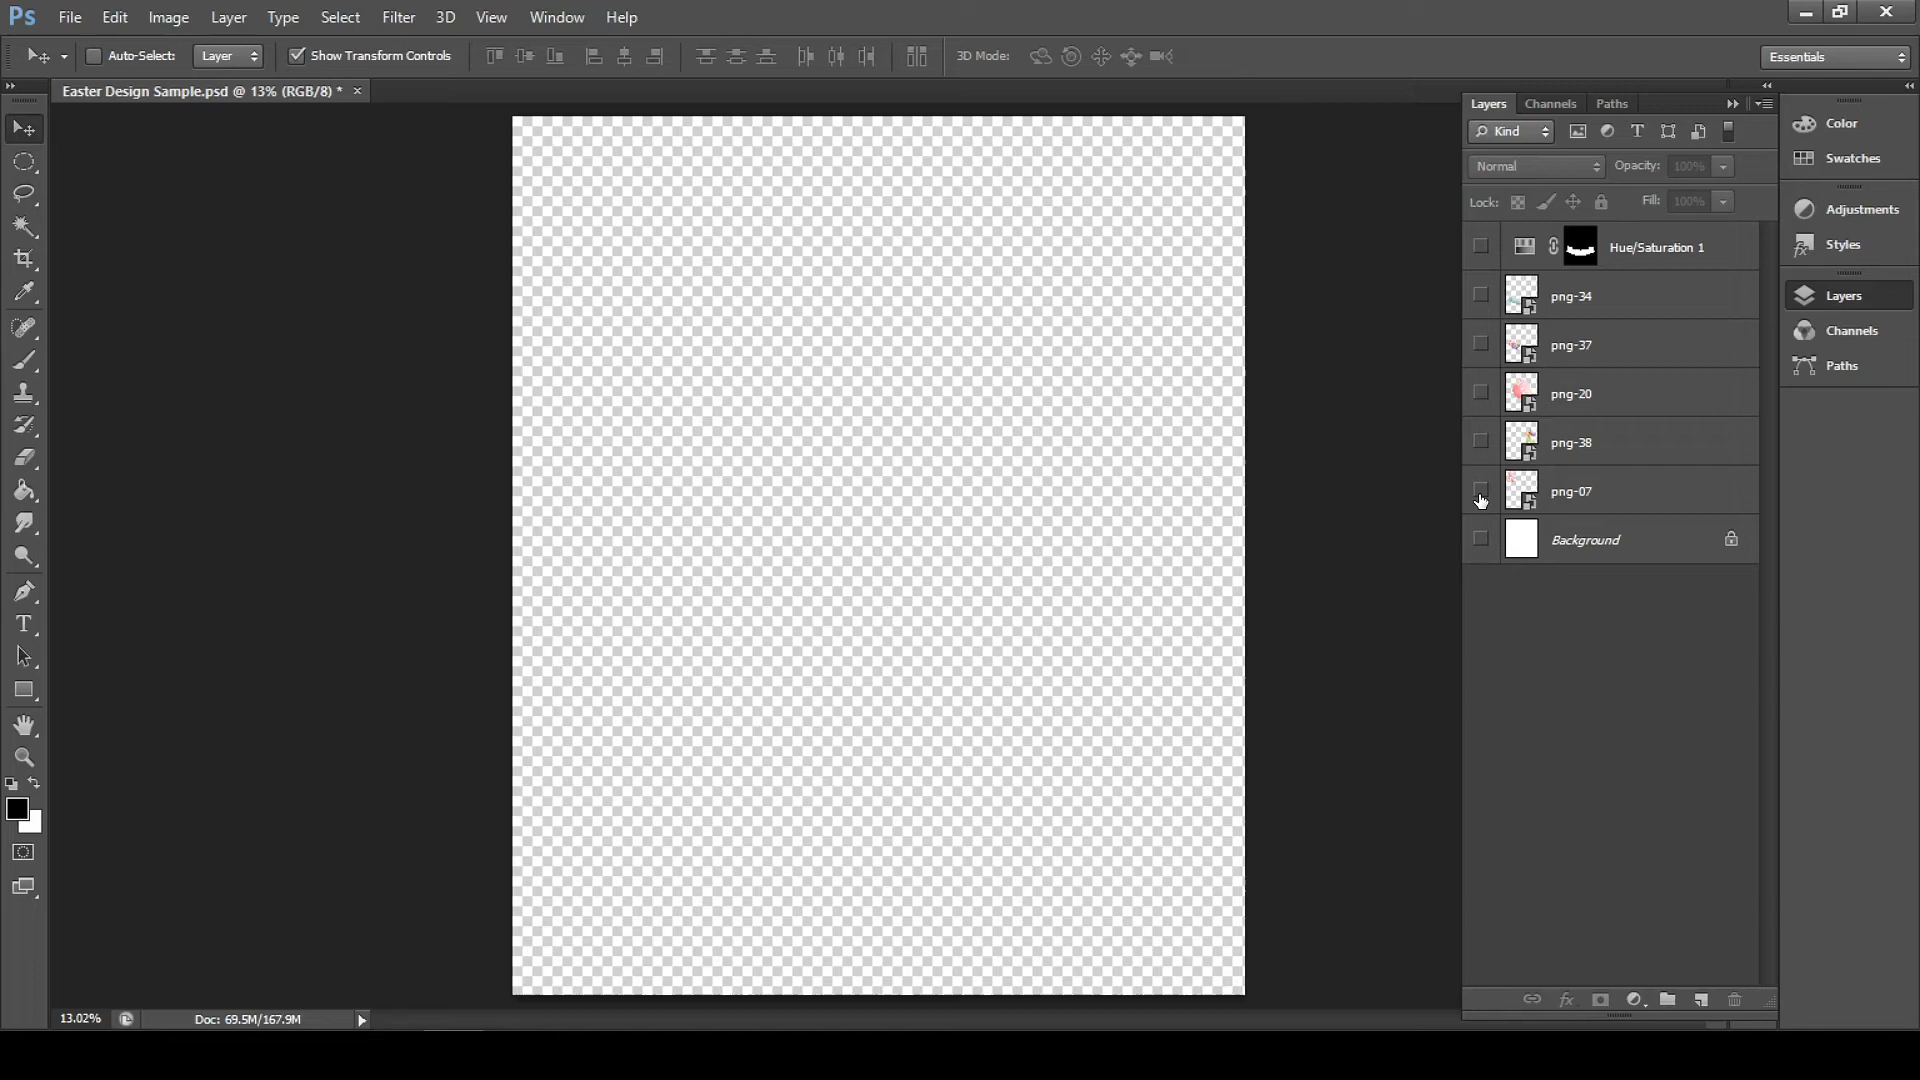 Ps File Edit Image Layer Type Select Filter 3D View Window Help
Auto-Select: Layer Show Transform Controls 3D Mode: Essentials
Easter Design Sample.psd @ 13% (RGB/8) * ×
Layers Channels Paths
Kind T
Normal Opacity: 100%
Lock: Fill: 100%
Hue/Saturation 1
png-34
png-37
png-20
png-38
png-07
Background
fx
Color
Swatches
Adjustments
Styles
Layers
Channels
Paths
T
13.02% Doc: 69.5M/167.9M